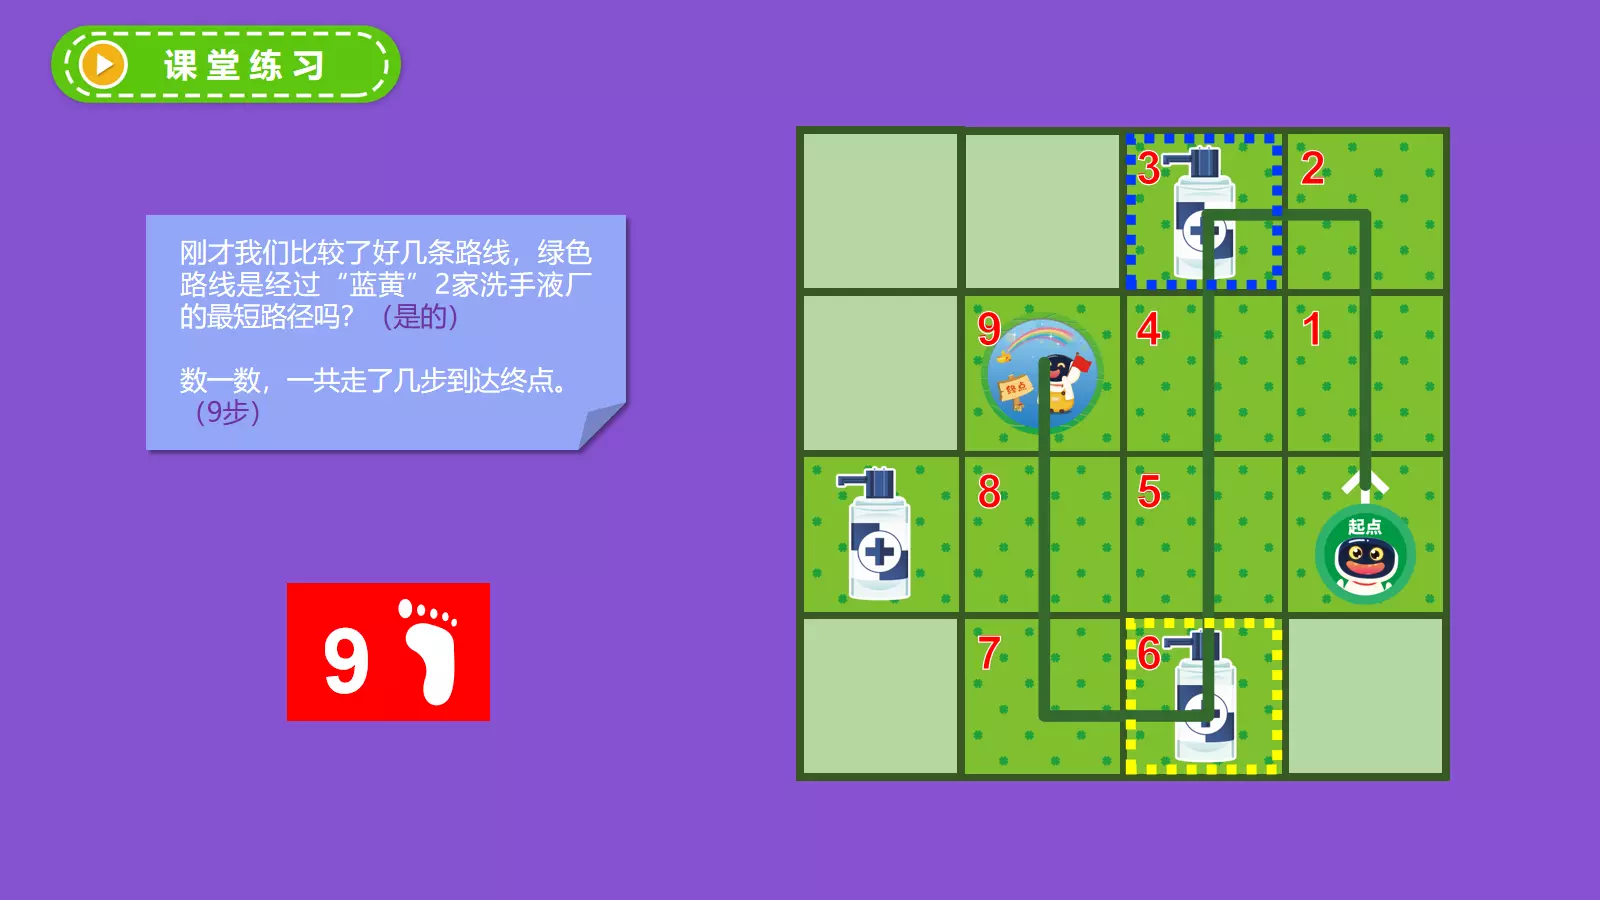 课堂练习
刚才我们比较了好几条路线，绿色
路线是经过“蓝黄”2家洗手液厂
的最短路径吗？（是的）
数一数，一共走了几步到达终点。
（9步）
9
3
2
9
4
1
终点
8
5
起点
7
6